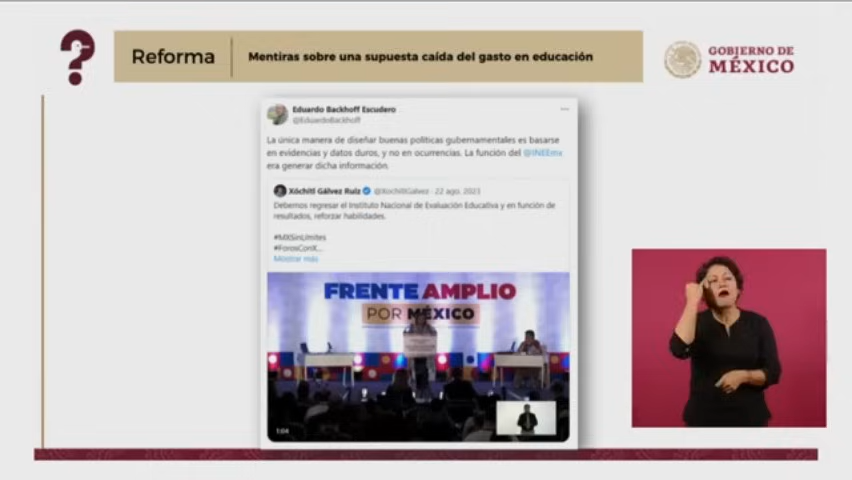 Reforma
Mentiras sobre una supuesta caída del gasto en educación
GOBIERNO DE
MÉXICO
Eduardo Backhoff Escudero
@EduardoBackhoff
La única manera de diseñar buenas políticas gubernamentales es basarse
en evidencias y datos duros, y no en ocurrencias. La función del @INEEmx
era generar dicha información.
Xóchitl Gálvez Ruiz @XochitlGalvez · 22 ago. 2023
Debemos regresar el Instituto Nacional de Evaluación Educativa y en función de
resultados, reforzar habilidades.
#MXSinLímites
#ForosConX...
Mostrar más
FRENTE AMPLIO
POR MÉXICO
1:04